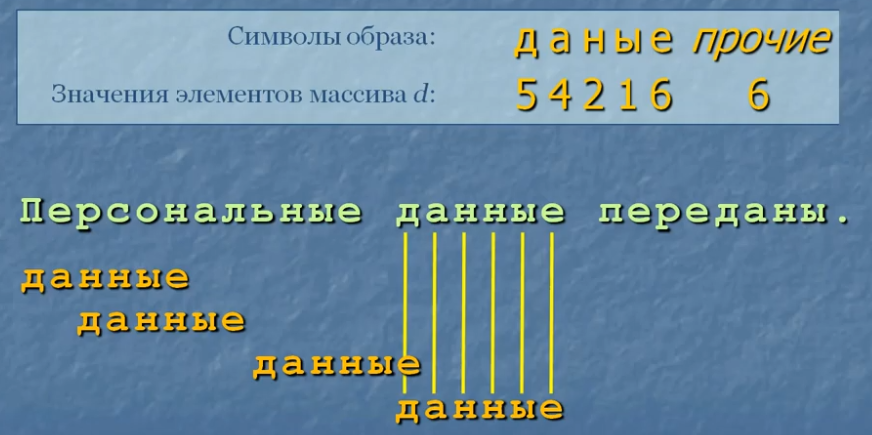 Символы образа: д а н ы е прочие
Значения элементов массива d: 5 4 2 1 6 6
Персональные данные переданы.
данные
данные
данные
данные